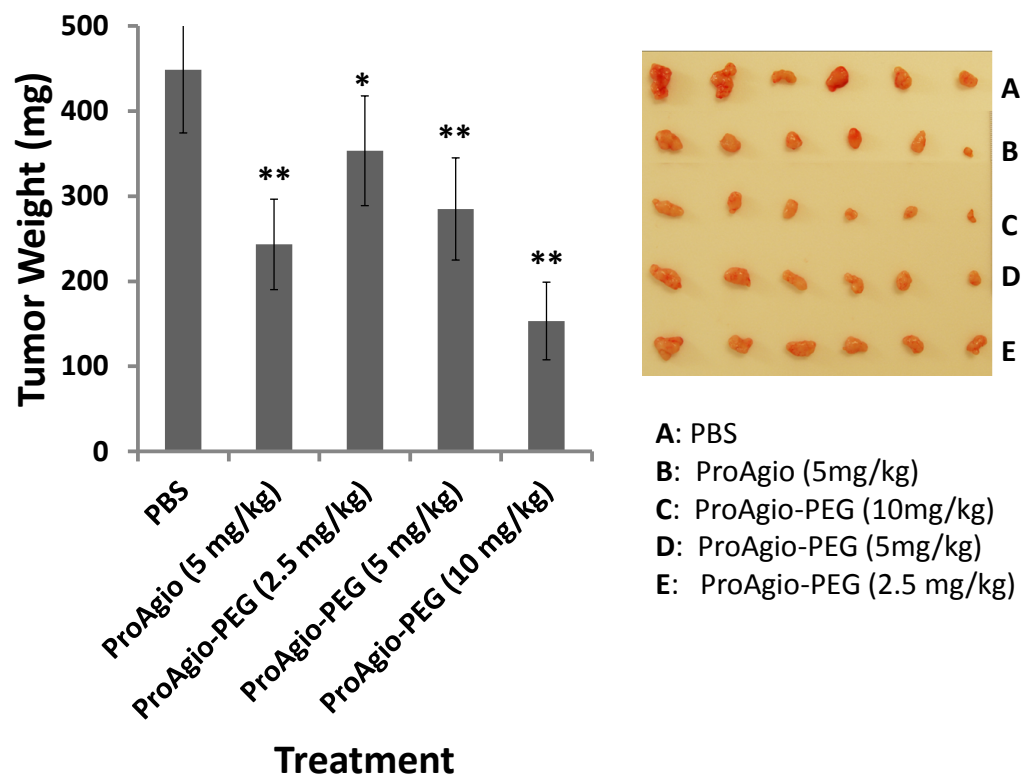 500
400
300
200
100
0
Tumor Weight (mg)
**
*
**
**
PBS
ProAgio (5 mg/kg)
ProAgio-PEG (2.5 mg/kg)
ProAgio-PEG (5 mg/kg)
ProAgio-PEG (10 mg/kg)
Treatment
A
B
C
D
E
A: PBS
B: ProAgio (5mg/kg)
C: ProAgio-PEG (10mg/kg)
D: ProAgio-PEG (5mg/kg)
E: ProAgio-PEG (2.5 mg/kg)